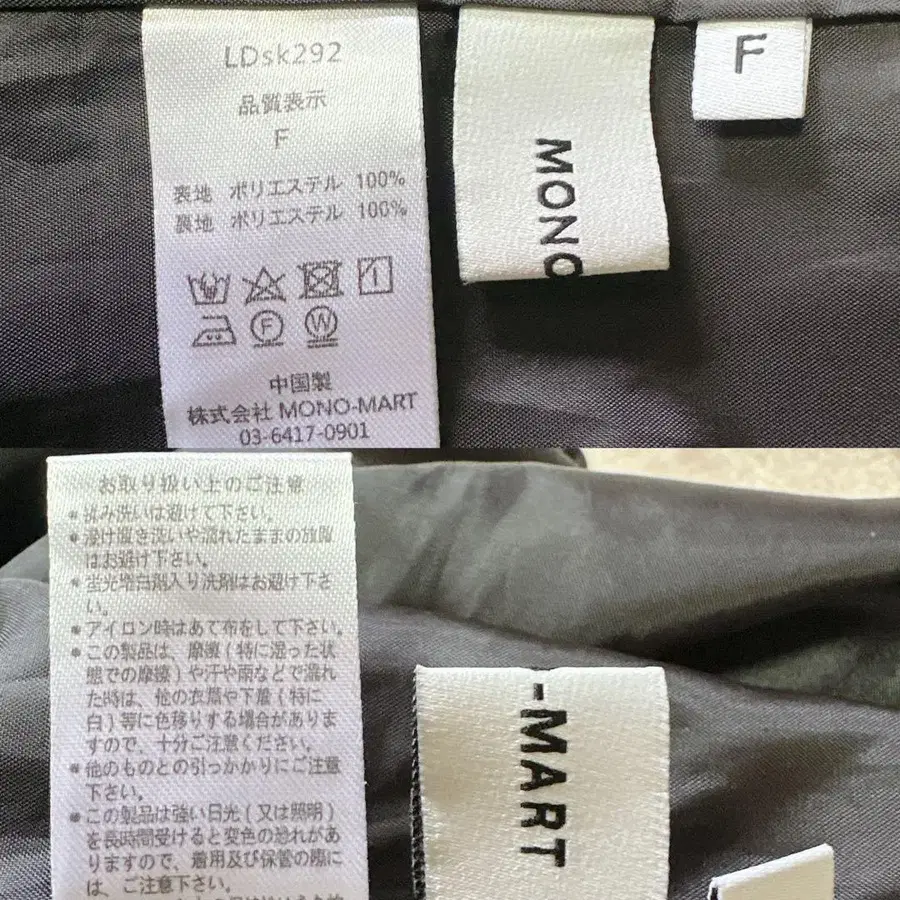 LDsk292
品質表示
F
表地 ポリエステル 100%
裏地 ポリエステル 100%
F W
中国製
株式会社 MONO-MART
03-6417-0901
MONO
F
お取り扱い上のご注意
＊揉み洗いは避けて下さい。
＊漬け置き洗いや濡れたままの放置
はお避け下さい。
＊蛍光増白剤入り洗剤はお避け下さ
い。
＊アイロン時はあて布をして下さい。
＊この製品は、摩擦（特に湿った状
態での摩擦）や汗や雨などで濡れ
た時は、他の衣類や下着（特に
白）等に色移りする場合がありま
すので、十分ご注意ください。
＊他のものとの引っかかりにご注意
下さい。
＊この製品は強い日光（又は照明）
を長時間受けると変色の恐れがあ
りますので、着用及び保管の際に
は、ご注意下さい。
-MART